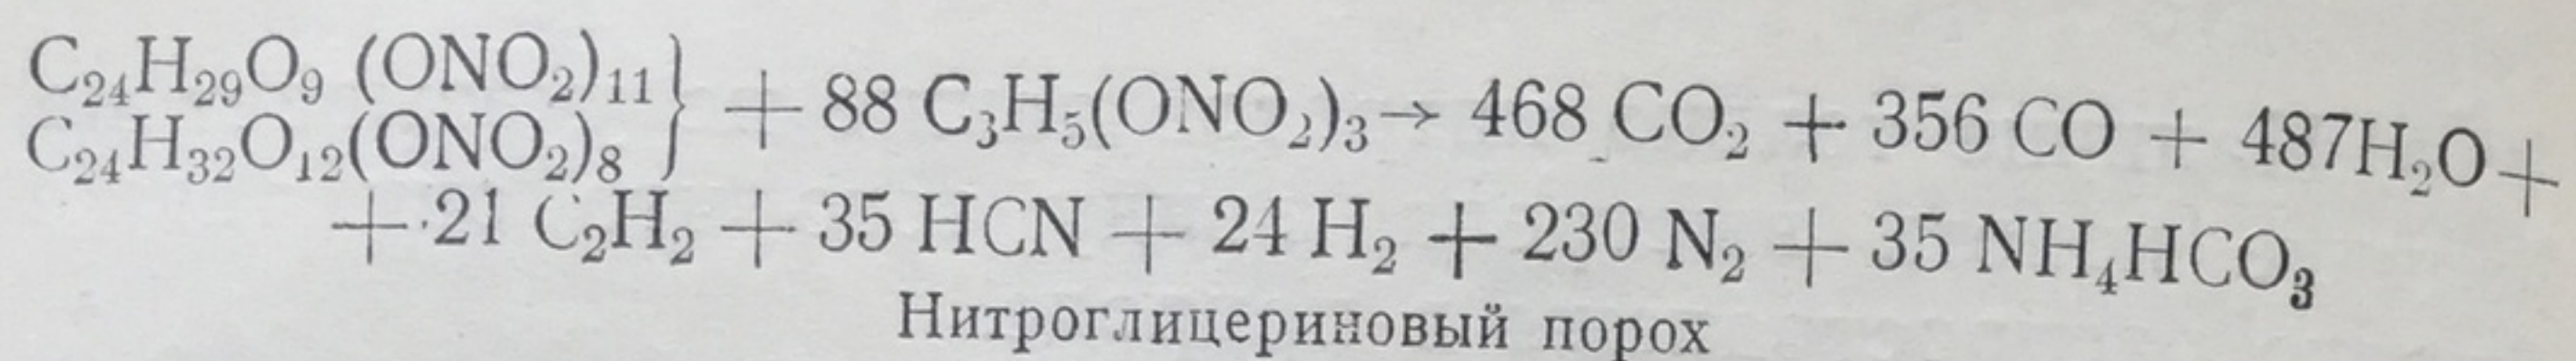 C₂₄H₂₉O₉ (ONO₂)₁₁
C₂₄H₃₂O₁₂(ONO₂)₈ } + 88 C₃H₅(ONO₂)₃ → 468 CO₂ + 356 CO + 487H₂O +
+ 21 C₂H₂ + 35 HCN + 24 H₂ + 230 N₂ + 35 NH₄HCO₃
Нитроглицериновый порох